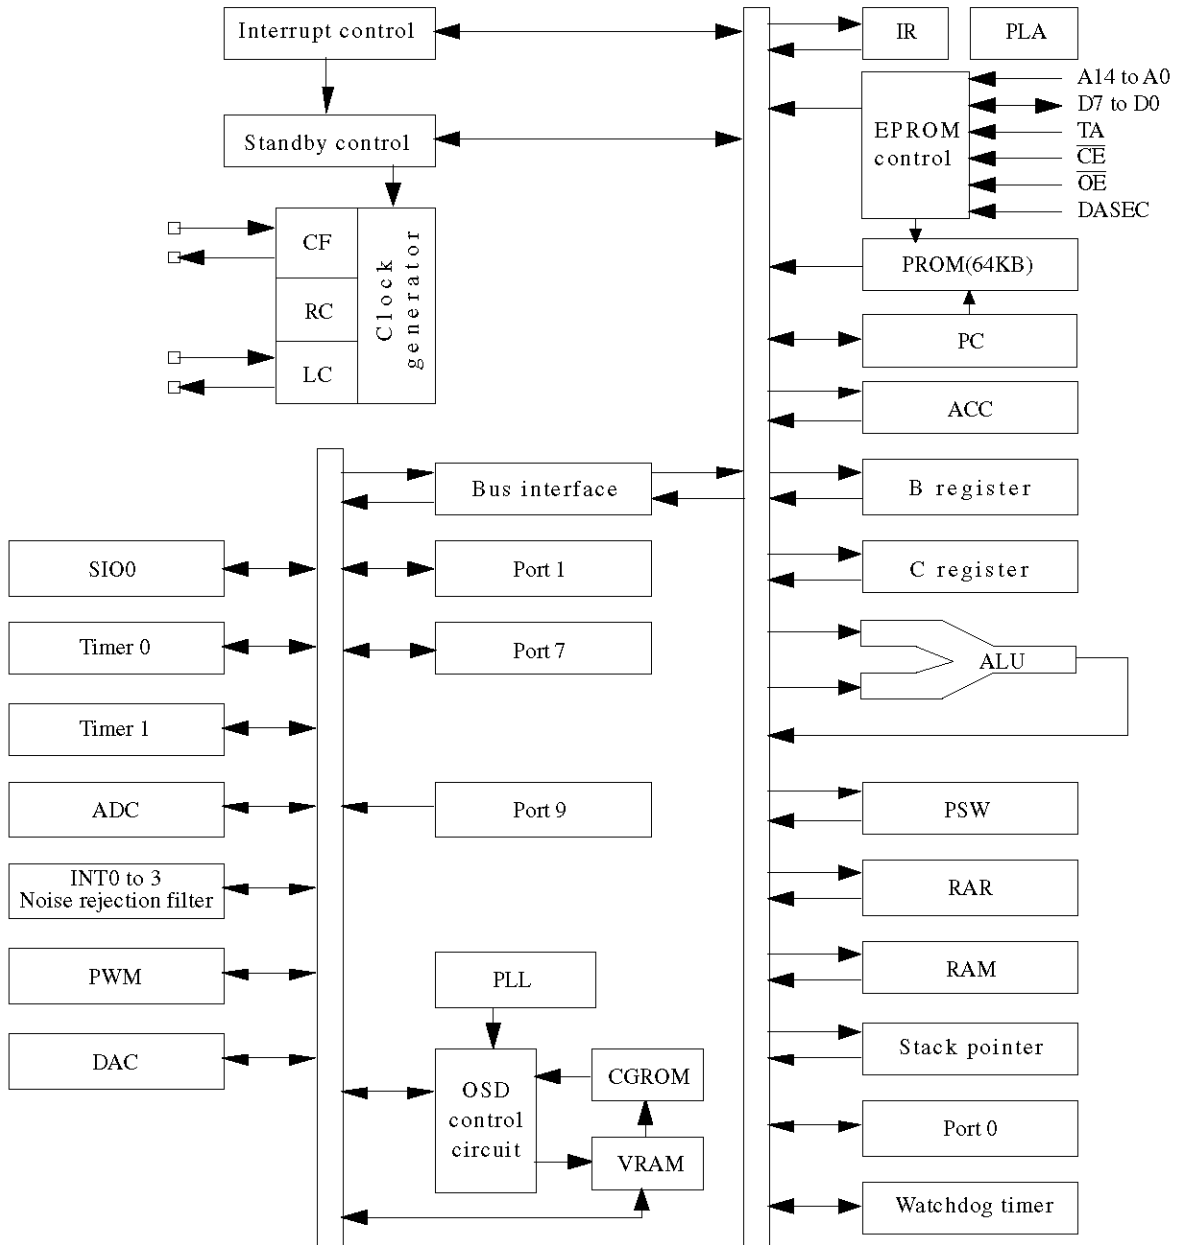 Interrupt control
IR
PLA
A14 to A0
D7 to D0
TA
CE
OE
DASEC
EPROM
control
Standby control
CF
RC
LC
Clock
generator
PROM(64KB)
PC
ACC
Bus interface
B register
SIO0
Port 1
C register
Timer 0
Port 7
ALU
Timer 1
ADC
Port 9
PSW
INT0 to 3
Noise rejection filter
RAR
PWM
PLL
RAM
DAC
OSD
control
circuit
CGROM
VRAM
Stack pointer
Port 0
Watchdog timer